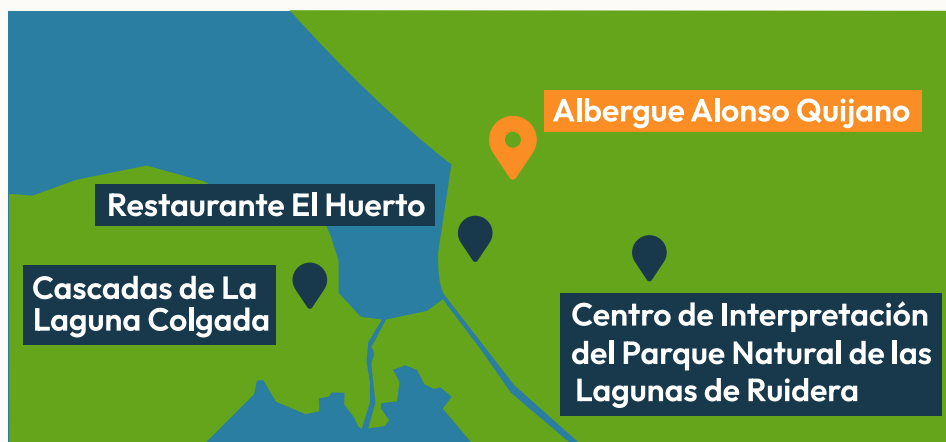 Albergue Alonso Quijano
Restaurante El Huerto
Cascadas de La
Laguna Colgada
Centro de Interpretación
del Parque Natural de las
Lagunas de Ruidera